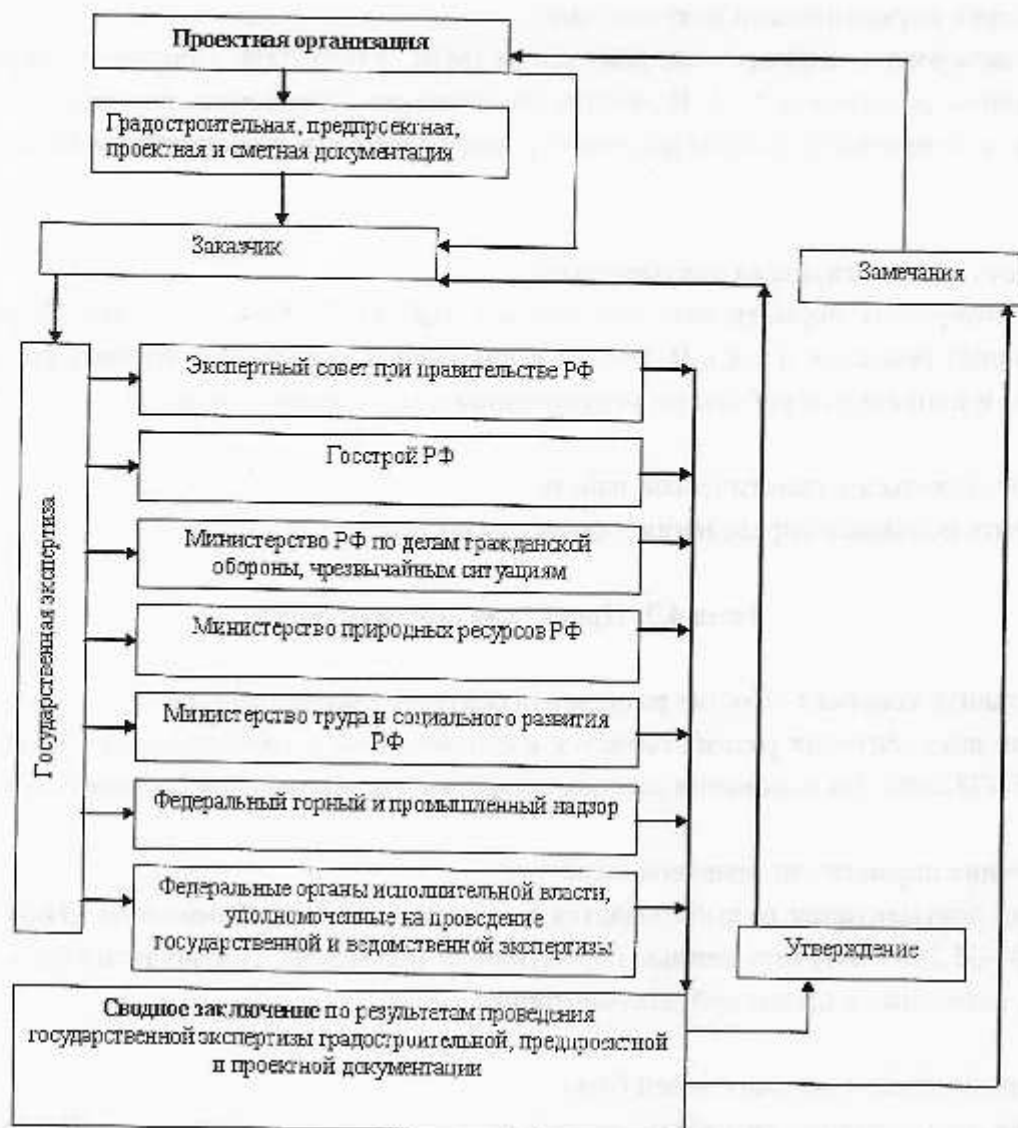 Проектная организация
Градостроительная, предпроектная,
проектная и сметная документация
Заказчик
Замечания
Государственная экспертиза
Экспертный совет при правительстве РФ
Госстрой РФ
Министерство РФ по делам гражданской
обороны, чрезвычайным ситуациям
Министерство природных ресурсов РФ
Министерство труда и социального развития
РФ
Федеральный горный и промышленный надзор
Федеральные органы исполнительной власти,
уполномоченные на проведение
государственной и ведомственной экспертизы
Утверждение
Сводное заключение по результатам проведения
государственной экспертизы градостроительной, предпроектной
и проектной документации